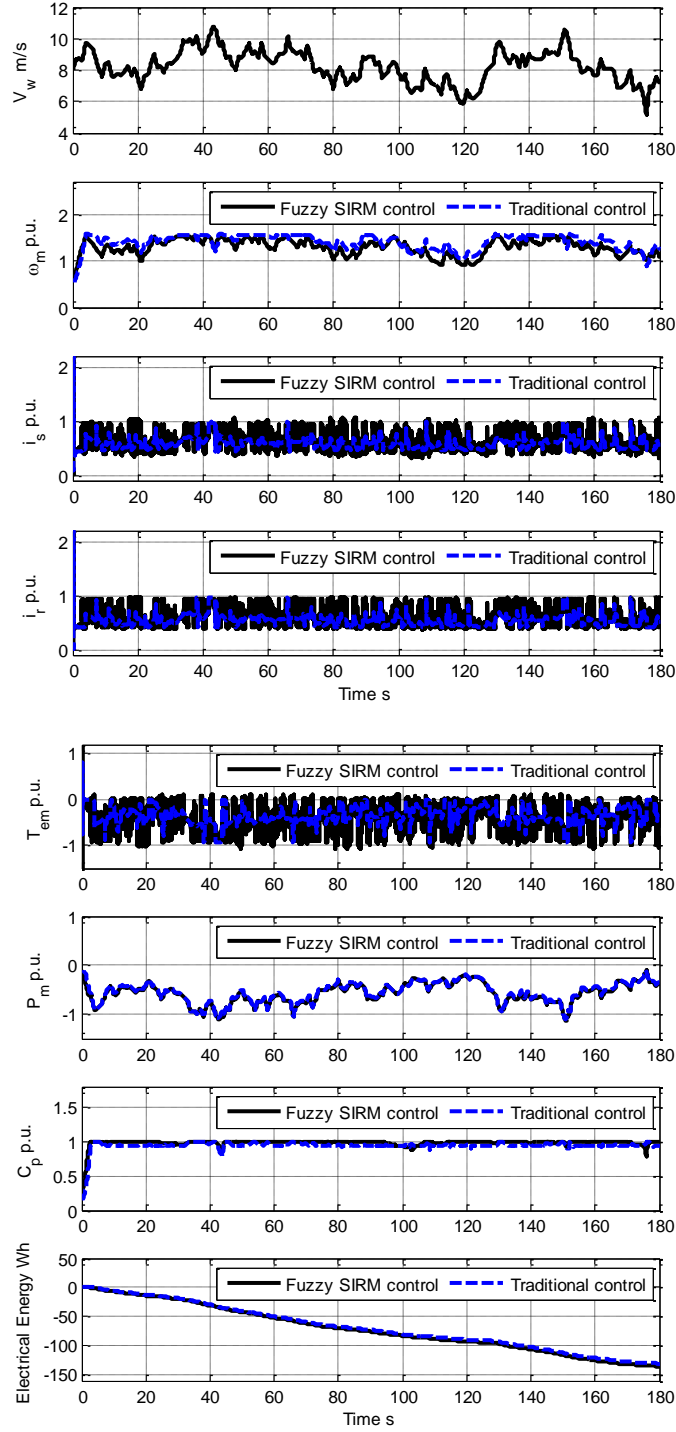 12
10
8
6
4
V_w m/s
0 20 40 60 80 100 120 140 160 180
Fuzzy SIRM control Traditional control
2
1
0
ω_m p.u.
0 20 40 60 80 100 120 140 160 180
Fuzzy SIRM control Traditional control
2
1
0
i_s p.u.
0 20 40 60 80 100 120 140 160 180
Fuzzy SIRM control Traditional control
2
1
0
i_r p.u.
0 20 40 60 80 100 120 140 160 180
Time s
Fuzzy SIRM control Traditional control
1
0
-1
T_em p.u.
0 20 40 60 80 100 120 140 160 180
Fuzzy SIRM control Traditional control
1
0
-1
P_m p.u.
0 20 40 60 80 100 120 140 160 180
Fuzzy SIRM control Traditional control
1.5
1
0.5
0
C_p p.u.
0 20 40 60 80 100 120 140 160 180
Fuzzy SIRM control Traditional control
50
0
-50
-100
-150
Electrical Energy Wh
0 20 40 60 80 100 120 140 160 180
Time s